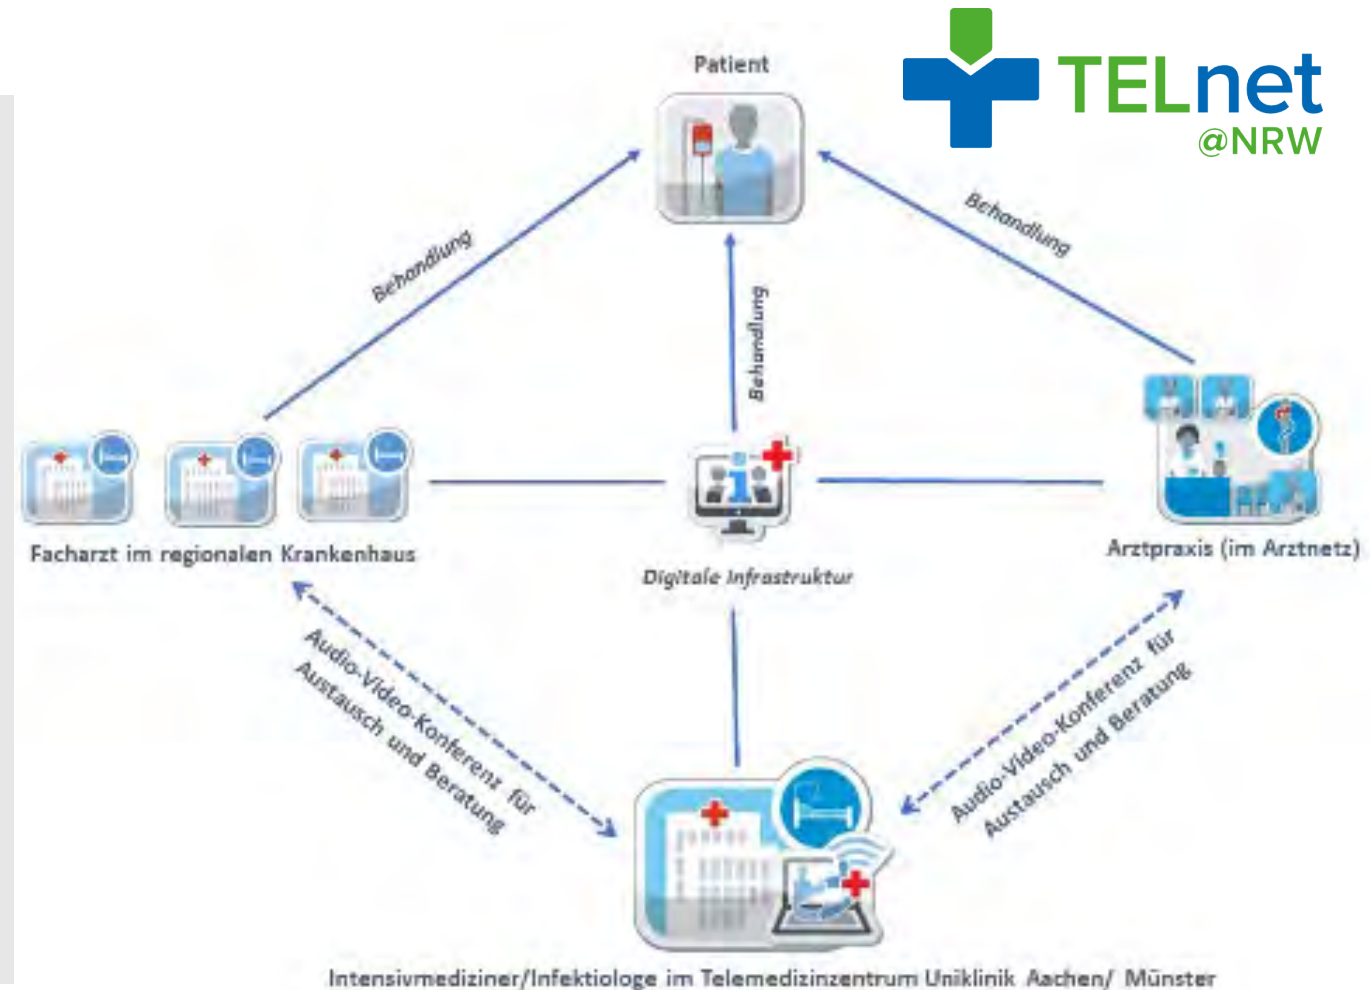 Patient
TELnet
@NRW
Behandlung
Behandlung
Behandlung
Facharzt im regionalen Krankenhaus
Digitale Infrastruktur
Arztpraxis (im Arztnetz)
Audio-Video-Konferenz für
Austausch und Beratung
Audio-Video-Konferenz für
Austausch und Beratung
Intensivmediziner/Infektiologe im Telemedizinzentrum Uniklinik Aachen/ Münster